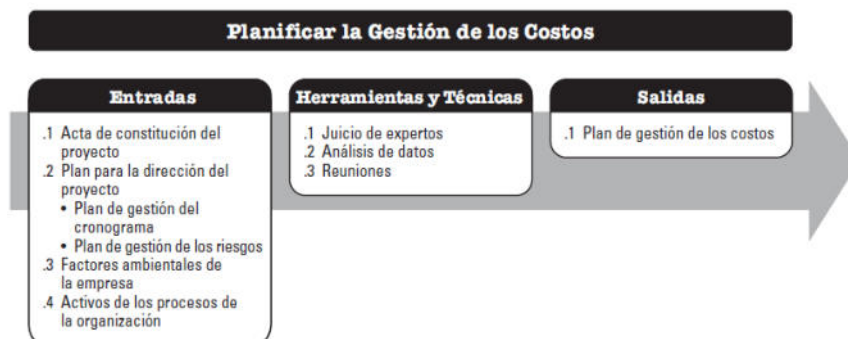 Planificar la Gestión de los Costos
Entradas
.1 Acta de constitución del
proyecto
.2 Plan para la dirección del
proyecto
• Plan de gestión del
cronograma
• Plan de gestión de los riesgos
.3 Factores ambientales de
la empresa
.4 Activos de los procesos de
la organización
Herramientas y Técnicas
.1 Juicio de expertos
.2 Análisis de datos
.3 Reuniones
Salidas
.1 Plan de gestión de los costos